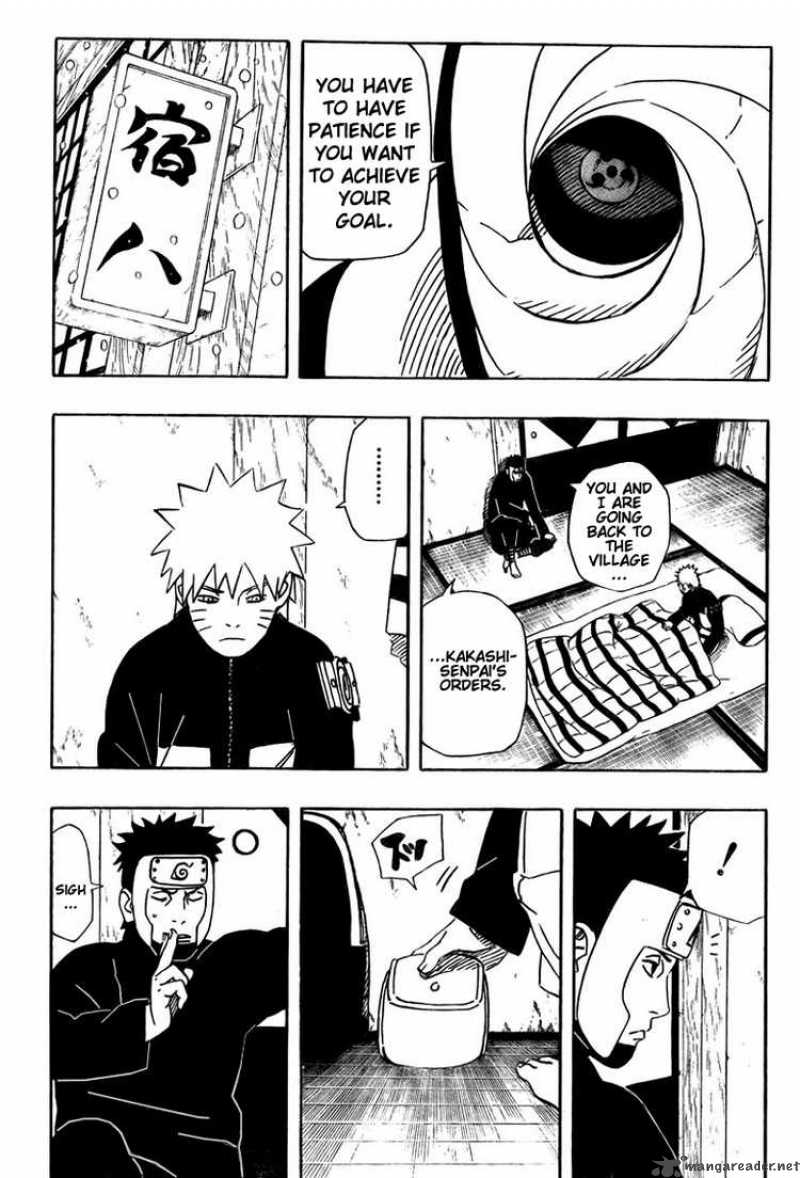 YOU HAVE
TO HAVE
PATIENCE IF
YOU WANT
TO ACHIEVE
YOUR
GOAL.
宿
八
YOU AND
I ARE
GOING
BACK TO
THE
VILLAGE
...
...KAKASHI-
SENPAI'S
ORDERS.
.........
!
ズッ
SIGH
...
mangareader.net